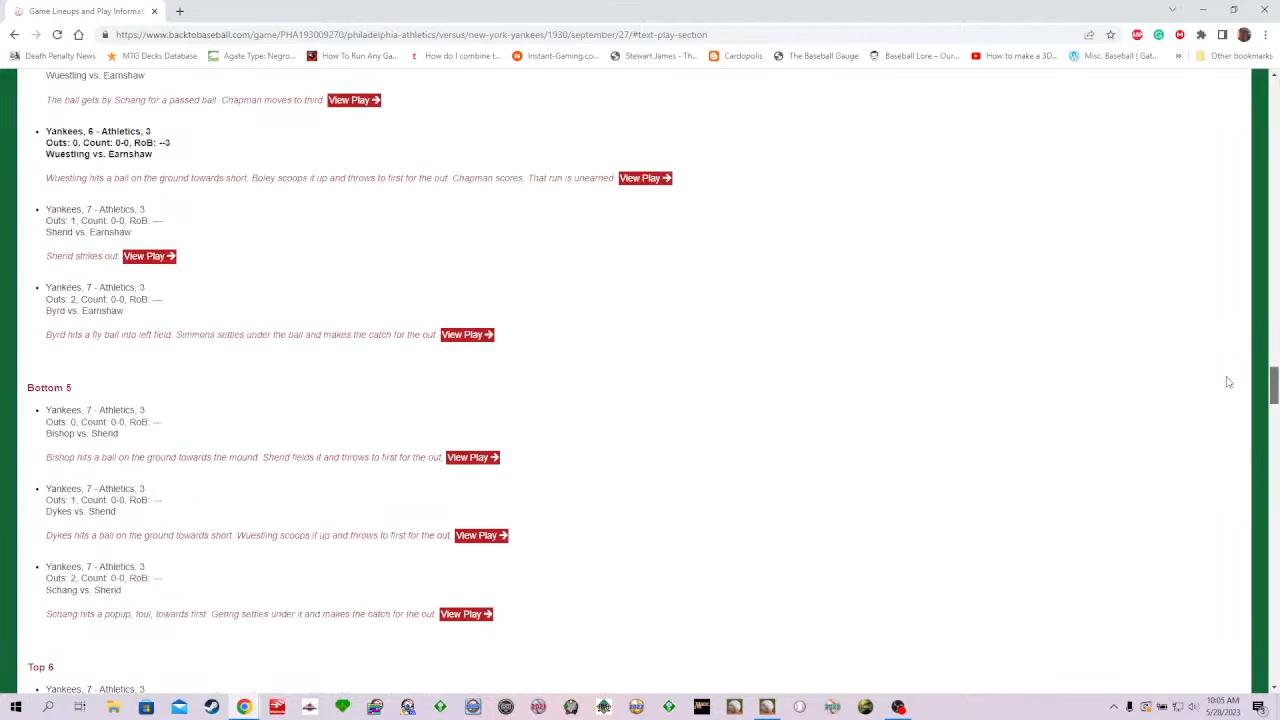 Game Lineups and Play Informat
https://www.backtobaseball.com/game/PHA193009270/philadelphia-athletics/versus/new-york-yankees/1930/september/27/#text-play-section
Death Penalty News
MTG Decks Database
Agate Type: Negro...
How To Run Any Ga...
How do I combine t...
Instant-Gaming.co...
Stewart James - Th...
Cardopolis
The Baseball Gauge
Baseball Lore – Our...
How to make a 3D...
Misc. Baseball | Gat...
»
Other bookmarks
Wuestling vs. Earnshaw
The ball gets by Schang for a passed ball. Chapman moves to third. View Play
Yankees, 6 - Athletics, 3
Outs: 0, Count: 0-0, RoB: --3
Wuestling vs. Earnshaw
Wuestling hits a ball on the ground towards short. Boley scoops it up and throws to first for the out. Chapman scores. That run is unearned. View Play
Yankees, 7 - Athletics, 3
Outs: 1, Count: 0-0, RoB: ---
Sherid vs. Earnshaw
Sherid strikes out. View Play
Yankees, 7 - Athletics, 3
Outs: 2, Count: 0-0, RoB: ---
Byrd vs. Earnshaw
Byrd hits a fly ball into left field. Simmons settles under the ball and makes the catch for the out. View Play
Bottom 5
Yankees, 7 - Athletics, 3
Outs: 0, Count: 0-0, RoB: ---
Bishop vs. Sherid
Bishop hits a ball on the ground towards the mound. Sherid fields it and throws to first for the out. View Play
Yankees, 7 - Athletics, 3
Outs: 1, Count: 0-0, RoB: ---
Dykes vs. Sherid
Dykes hits a ball on the ground towards short. Wuestling scoops it up and throws to first for the out. View Play
Yankees, 7 - Athletics, 3
Outs: 2, Count: 0-0, RoB: ---
Schang vs. Sherid
Schang hits a popup, foul, towards first. Gehrig settles under it and makes the catch for the out. View Play
Top 6
Yankees, 7 - Athletics, 3
10:05 AM
5/28/2023